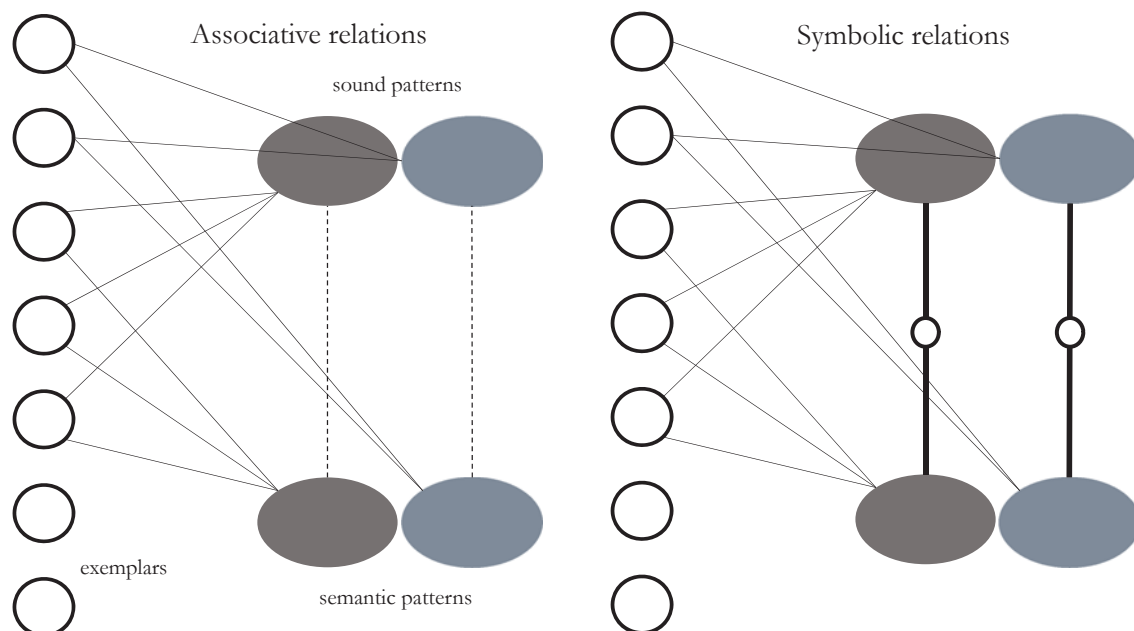 Associative relations
sound patterns
exemplars
semantic patterns
Symbolic relations